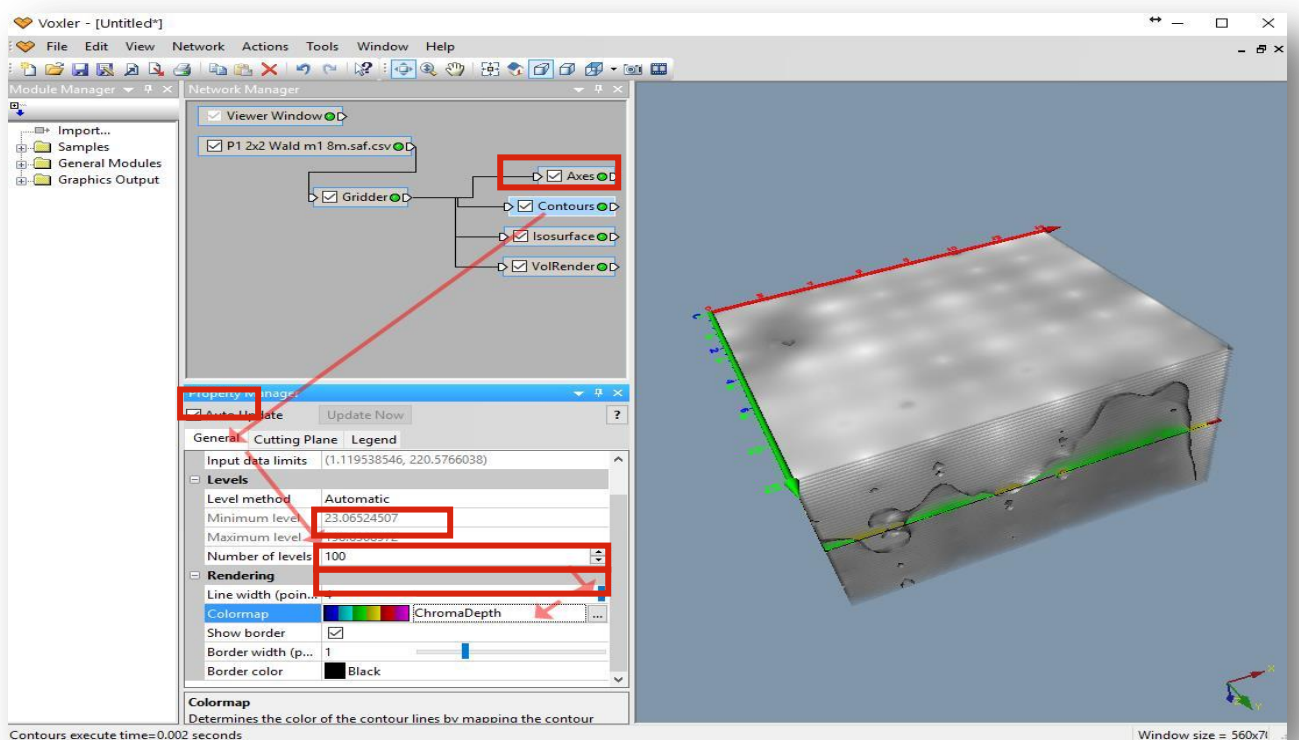 Voxler - [Untitled*]
File Edit View Network Actions Tools Window Help
Module Manager
Network Manager
Import...
Samples
General Modules
Graphics Output
Viewer Window
P1 2x2 Wald m1 8m.saf.csv
Gridder
Axes
Contours
Isosurface
VolRender
Property Manager
Auto Update Update Now ?
General Cutting Plane Legend
Input data limits (1.119538546, 220.5766038)
Levels
Level method Automatic
Minimum level 23.06524507
Maximum level
Number of levels 100
Rendering
Line width (poin... 4
Colormap ChromaDepth ...
Show border
Border width (p... 1
Border color Black
Colormap
Determines the color of the contour lines by mapping the contour
Contours execute time=0.002 seconds
Window size = 560x7